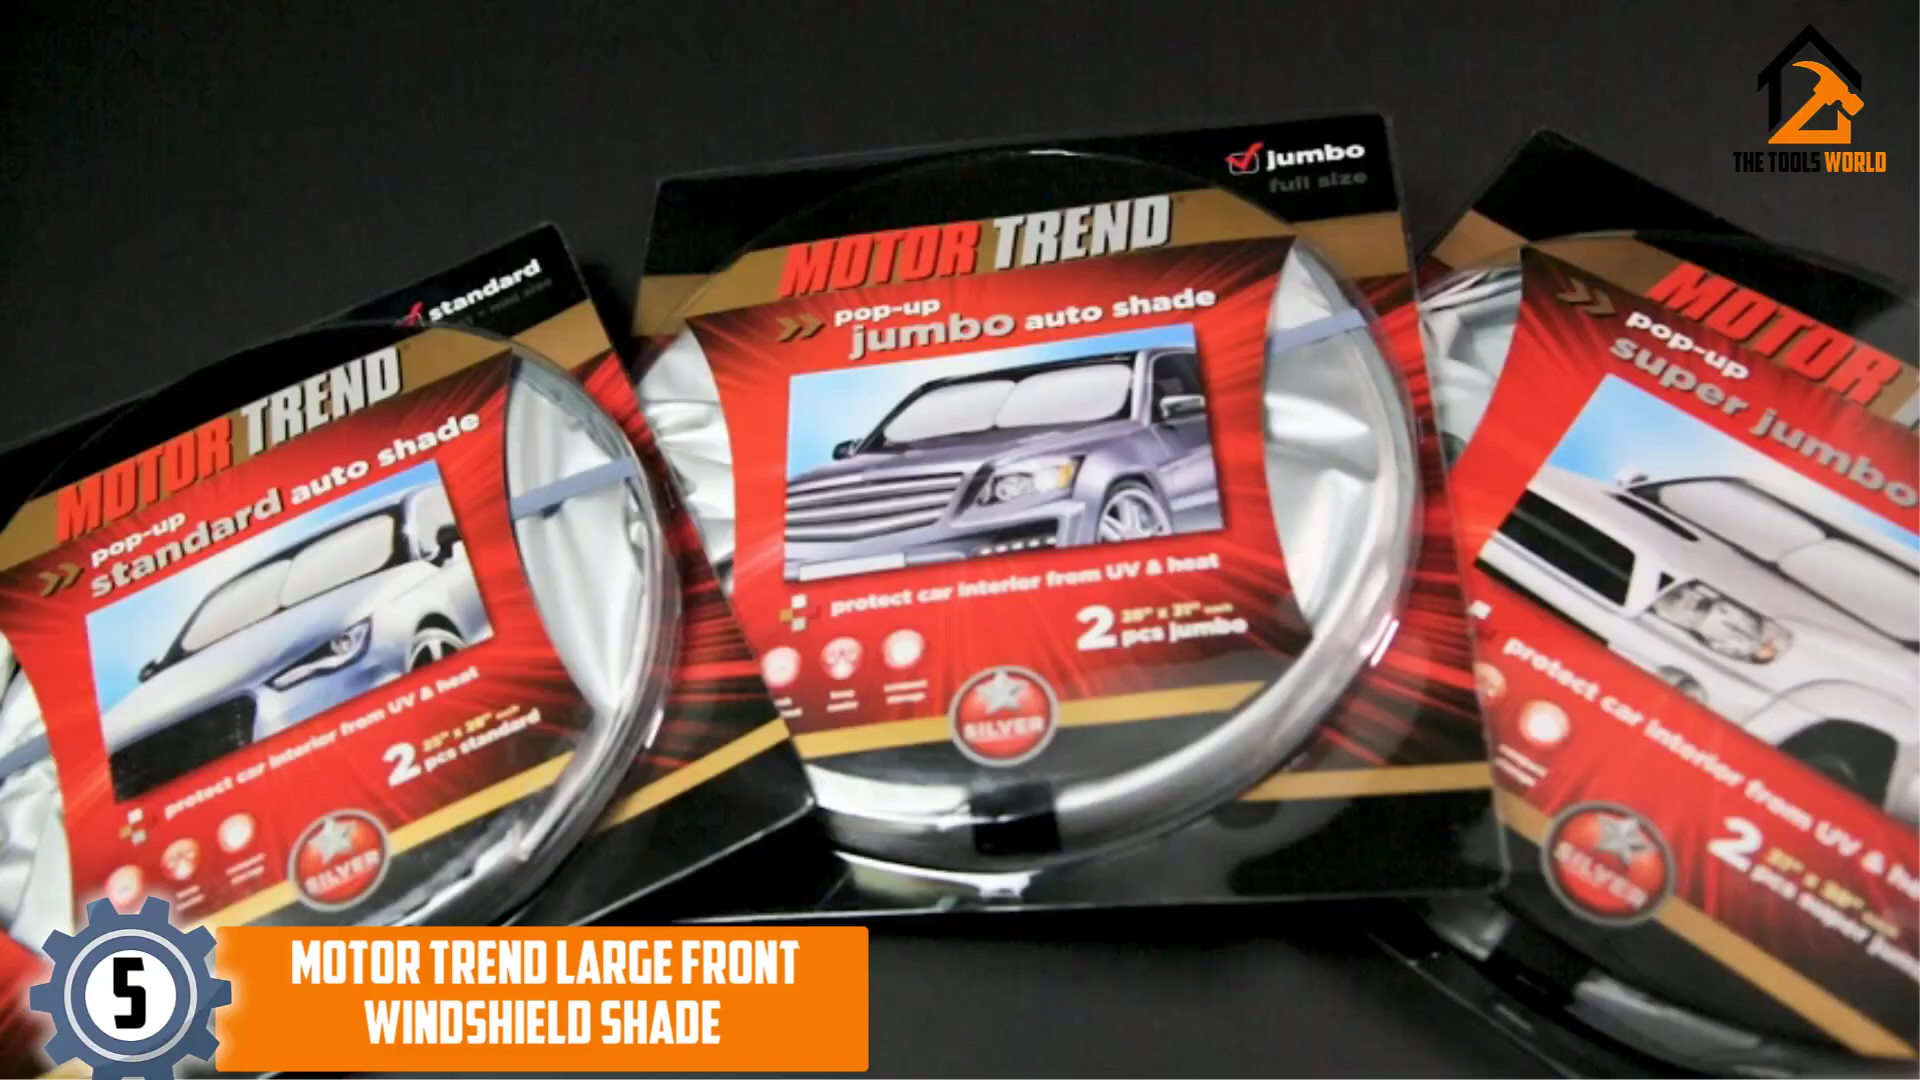 THE TOOLS WORLD
standard
MOTOR TREND
pop-up
standard auto shade
protect car interior from UV & heat
2
pcs standard
SILVER
jumbo
full size
MOTOR TREND
pop-up
jumbo auto shade
protect car interior from UV & heat
2
pcs jumbo
SILVER
MOTOR
pop-up
super jumbo
protect car interior from UV &
2
pcs super
SILVER
5
MOTOR TREND LARGE FRONT
WINDSHIELD SHADE